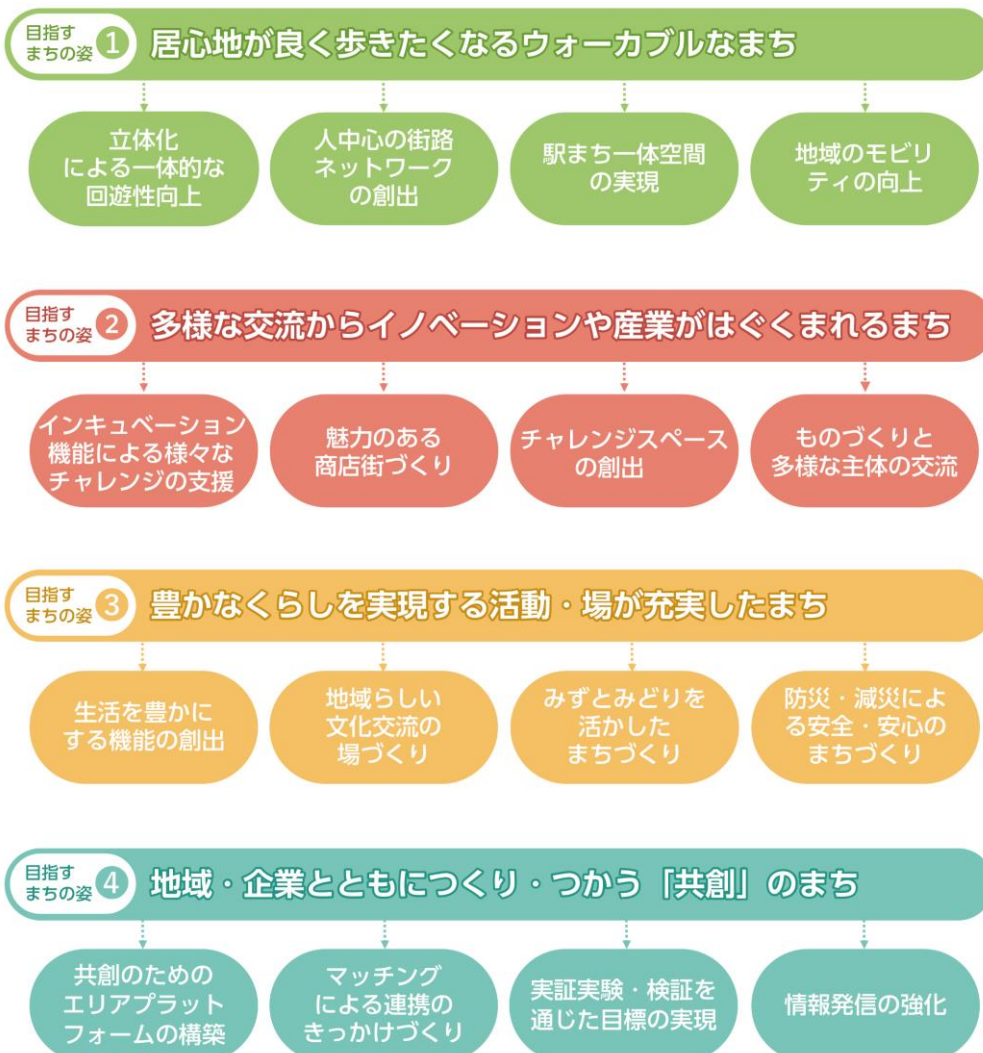 目指す
まちの姿 1 居心地が良く歩きたくなるウォーカブルなまち
立体化
による一体的な
回遊性向上
人中心の街路
ネットワーク
の創出
駅まち一体空間
の実現
地域のモビリ
ティの向上
目指す
まちの姿 2 多様な交流からイノベーションや産業がはぐくまれるまち
インキュベーション
機能による様々な
チャレンジの支援
魅力のある
商店街づくり
チャレンジスペース
の創出
ものづくりと
多様な主体の交流
目指す
まちの姿 3 豊かなくらしを実現する活動・場が充実したまち
生活を豊かに
する機能の創出
地域らしい
文化交流の
場づくり
みずとみどりを
活かした
まちづくり
防災・減災によ
る安全・安心の
まちづくり
目指す
まちの姿 4 地域・企業とともにつくり・つかう「共創」のまち
共創のための
エリアプラット
フォームの構築
マッチング
による連携の
きっかけづくり
実証実験・検証を
通じた目標の実現
情報発信の強化